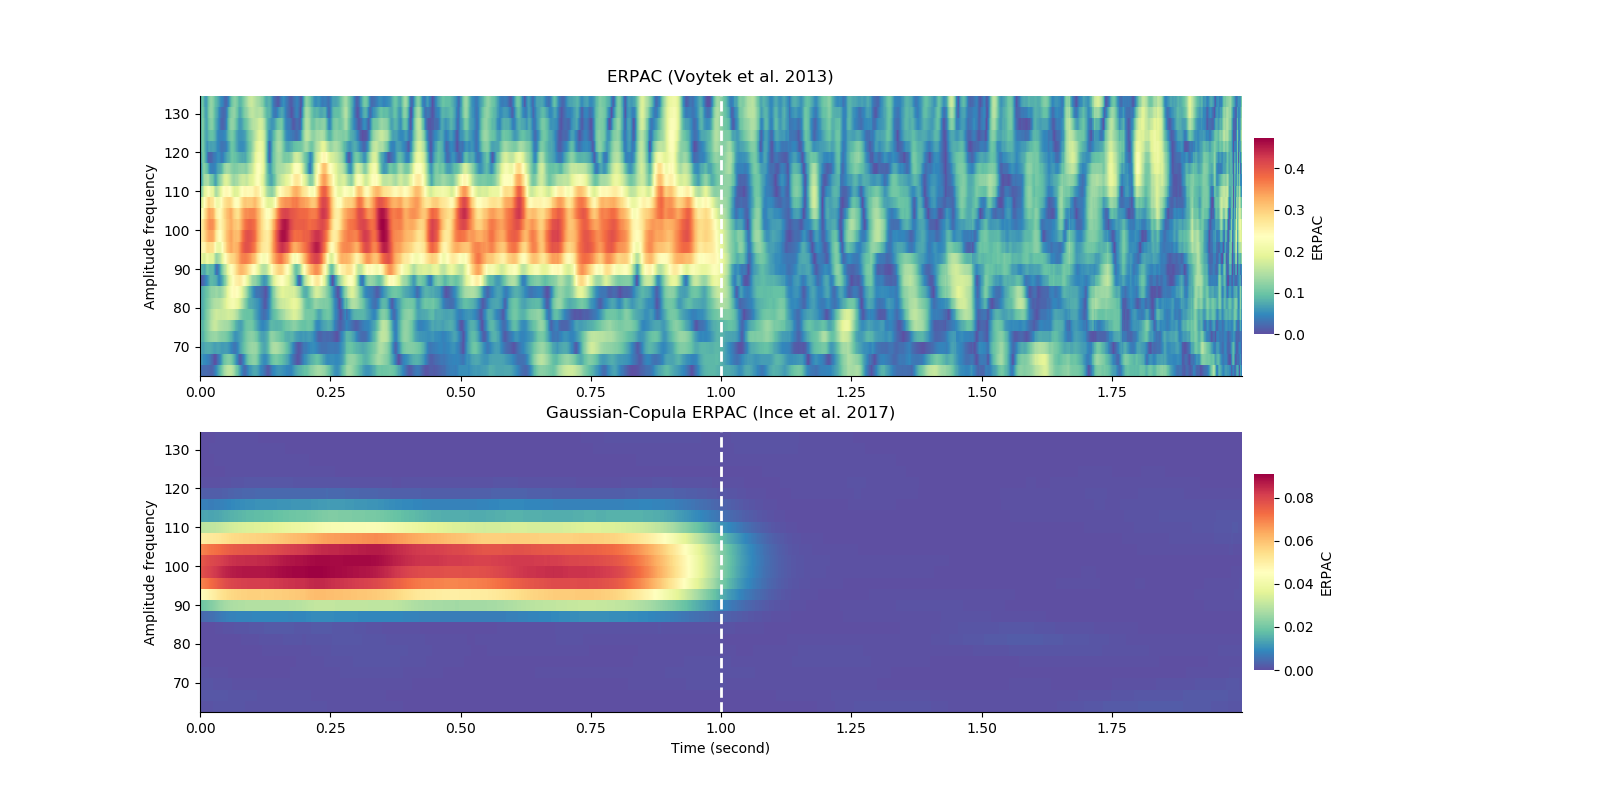 ERPAC (Voytek et al. 2013)
Amplitude frequency
130
120
110
100
90
80
70
0.00 0.25 0.50 0.75 1.00 1.25 1.50 1.75
0.4
0.3
0.2
0.1
0.0
ERPAC
Gaussian-Copula ERPAC (Ince et al. 2017)
Amplitude frequency
130
120
110
100
90
80
70
0.00 0.25 0.50 0.75 1.00 1.25 1.50 1.75
Time (second)
0.08
0.06
0.04
0.02
0.00
ERPAC